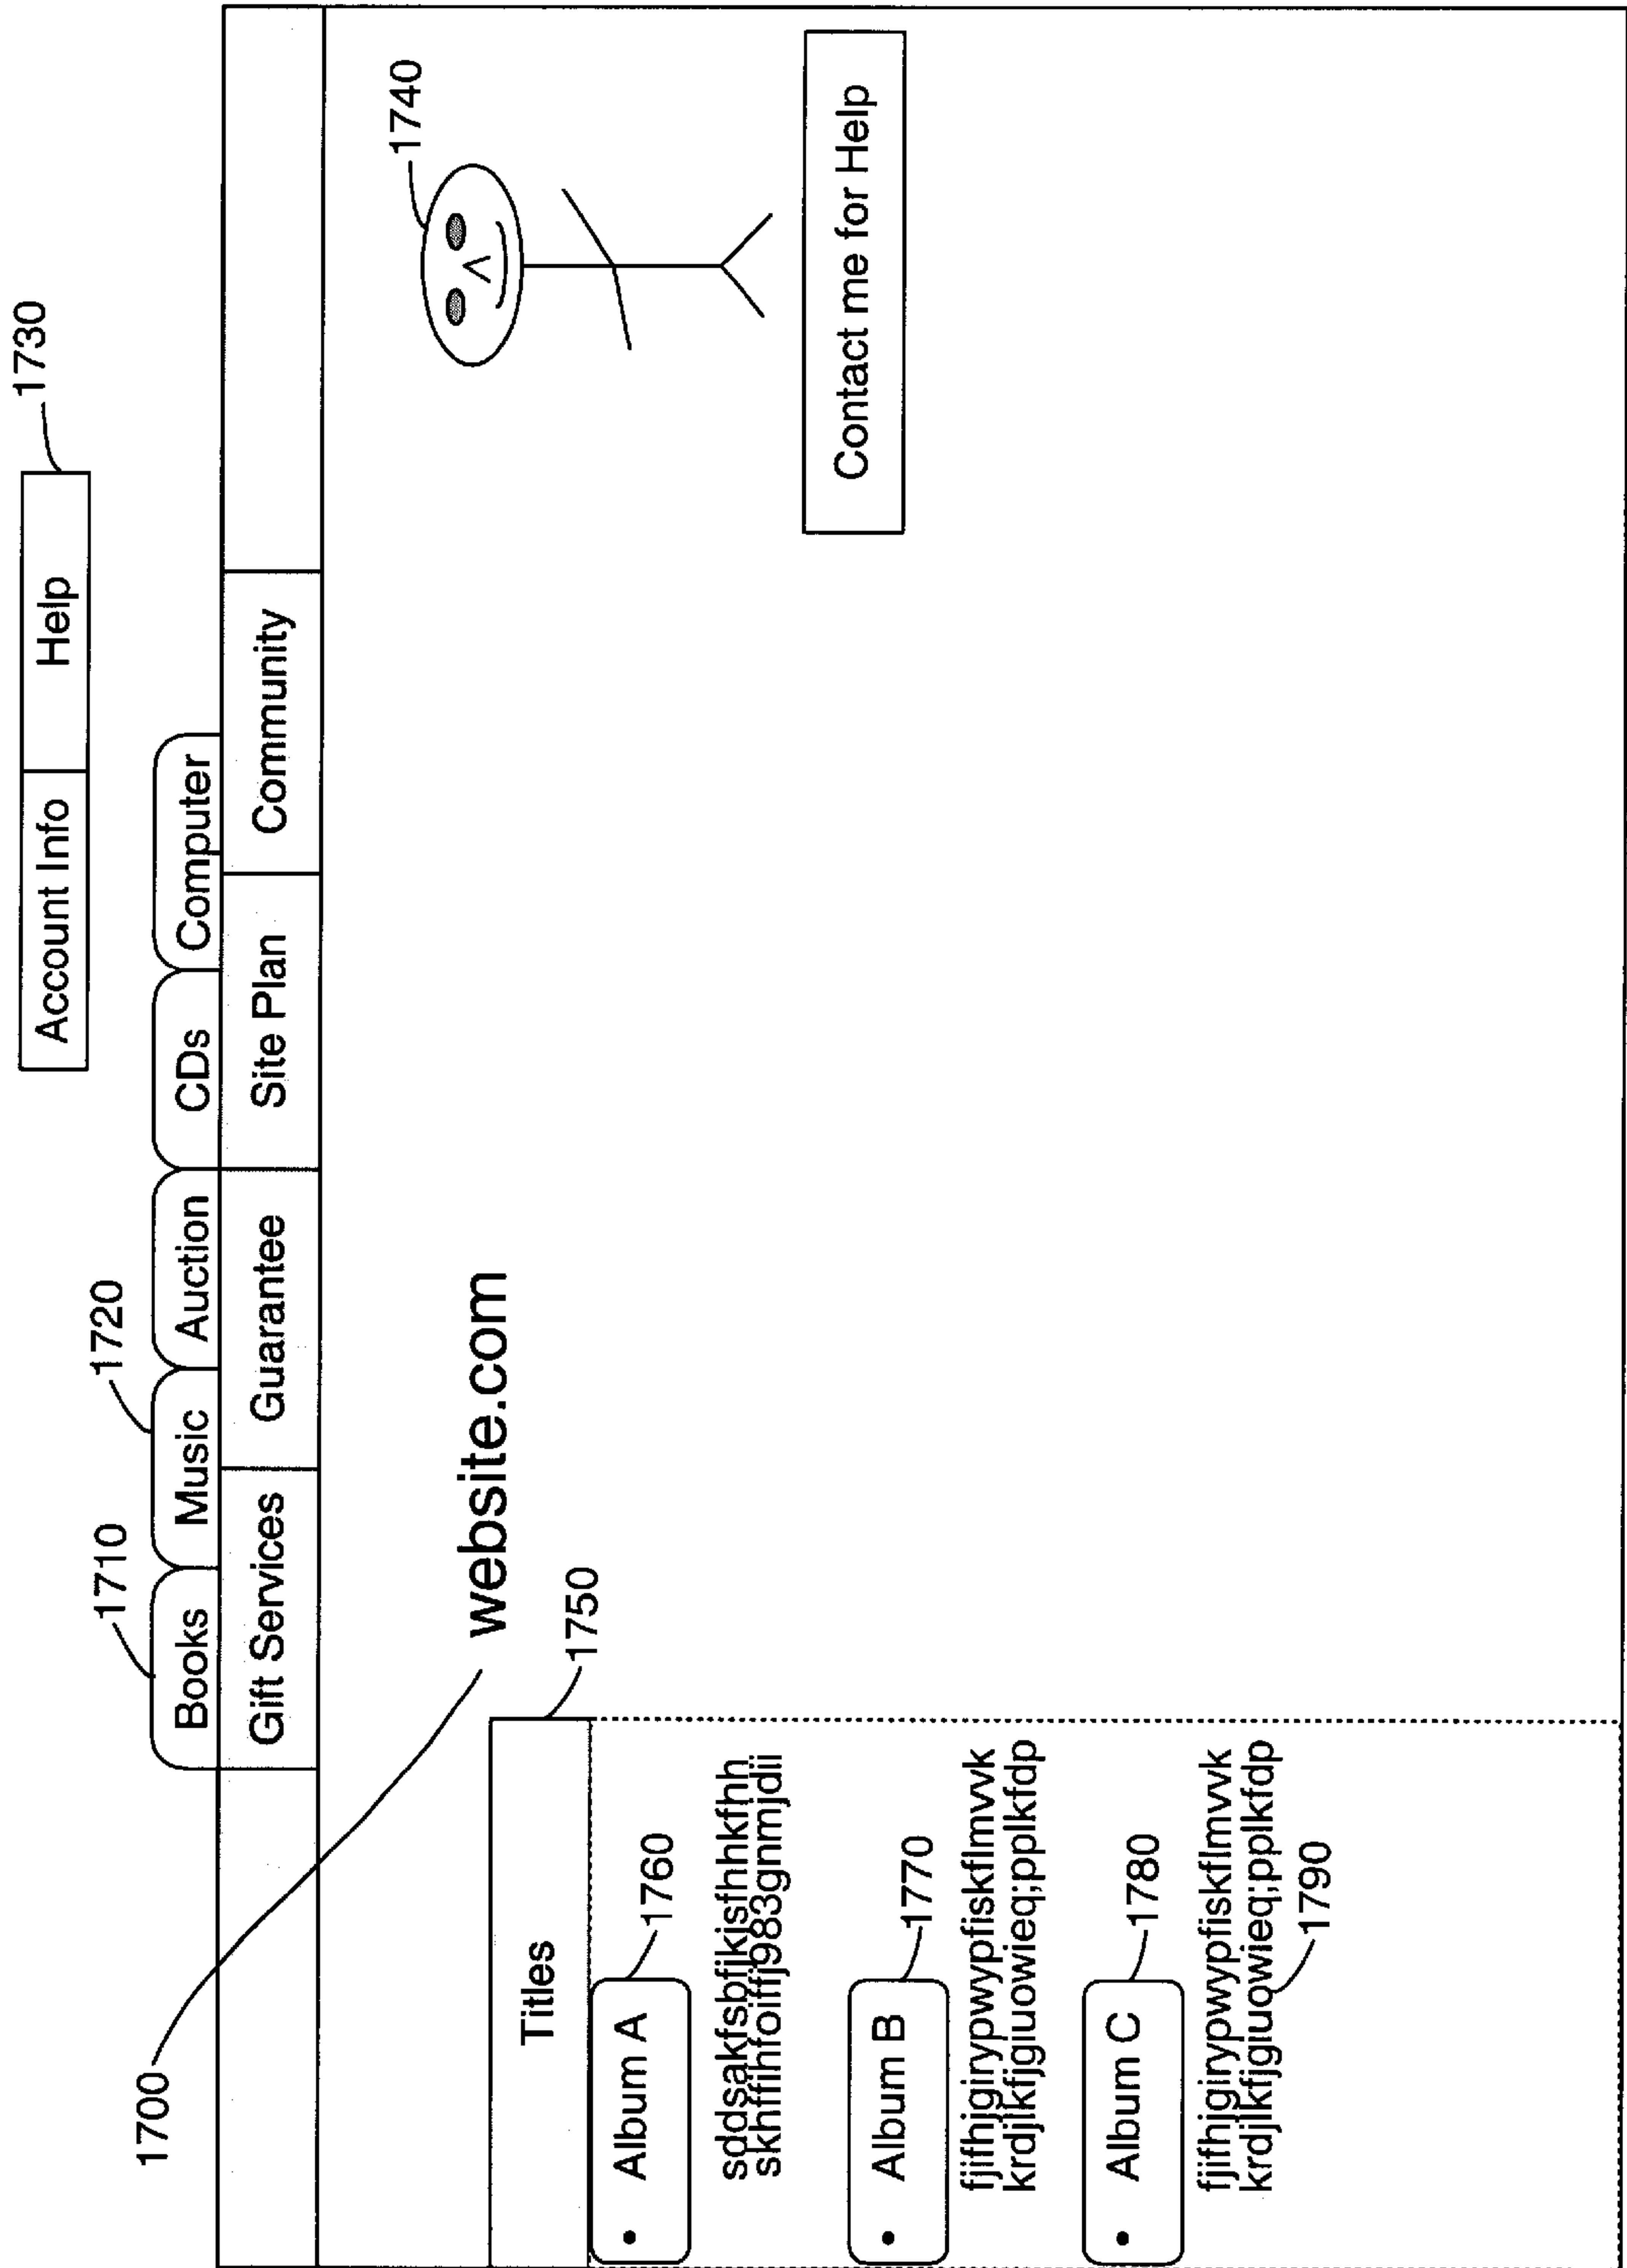 1730
Account Info Help
1710
1720
Books Music Auction CDs Computer
Gift Services Guarantee Site Plan Community
1700
website.com
1740
Contact me for Help
1750
Titles
• Album A
1760
sddsakfsbfjkjsfhhkfhh
skhffihfoiffj983gnmjdii
• Album B
1770
fjifhjgirypwypfiskflmvvk
krdjlkfjgiuowieq;pplkfdp
• Album C
1780
fjifhjgirypwypfiskflmvvk
krdjlkfjgiuowieq;pplkfdp
1790